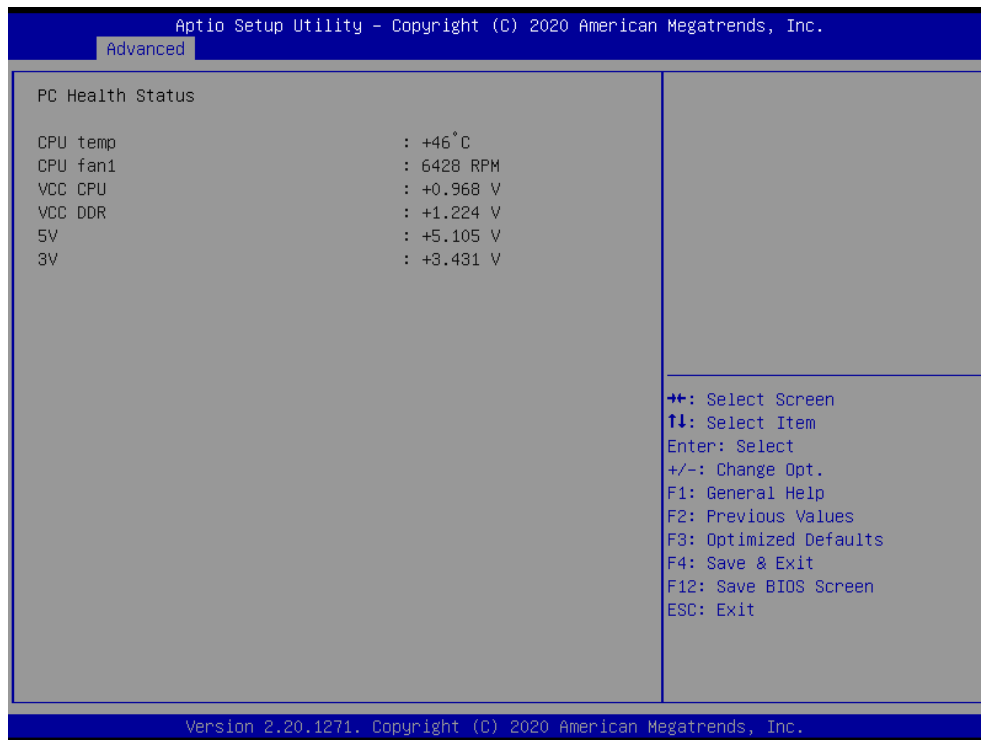 Aptio Setup Utility – Copyright (C) 2020 American Megatrends, Inc.
Advanced
PC Health Status
CPU temp : +46°C
CPU fan1 : 6428 RPM
VCC CPU : +0.968 V
VCC DDR : +1.224 V
5V : +5.105 V
3V : +3.431 V
→←: Select Screen
↑↓: Select Item
Enter: Select
+/-: Change Opt.
F1: General Help
F2: Previous Values
F3: Optimized Defaults
F4: Save & Exit
F12: Save BIOS Screen
ESC: Exit
Version 2.20.1271. Copyright (C) 2020 American Megatrends, Inc.